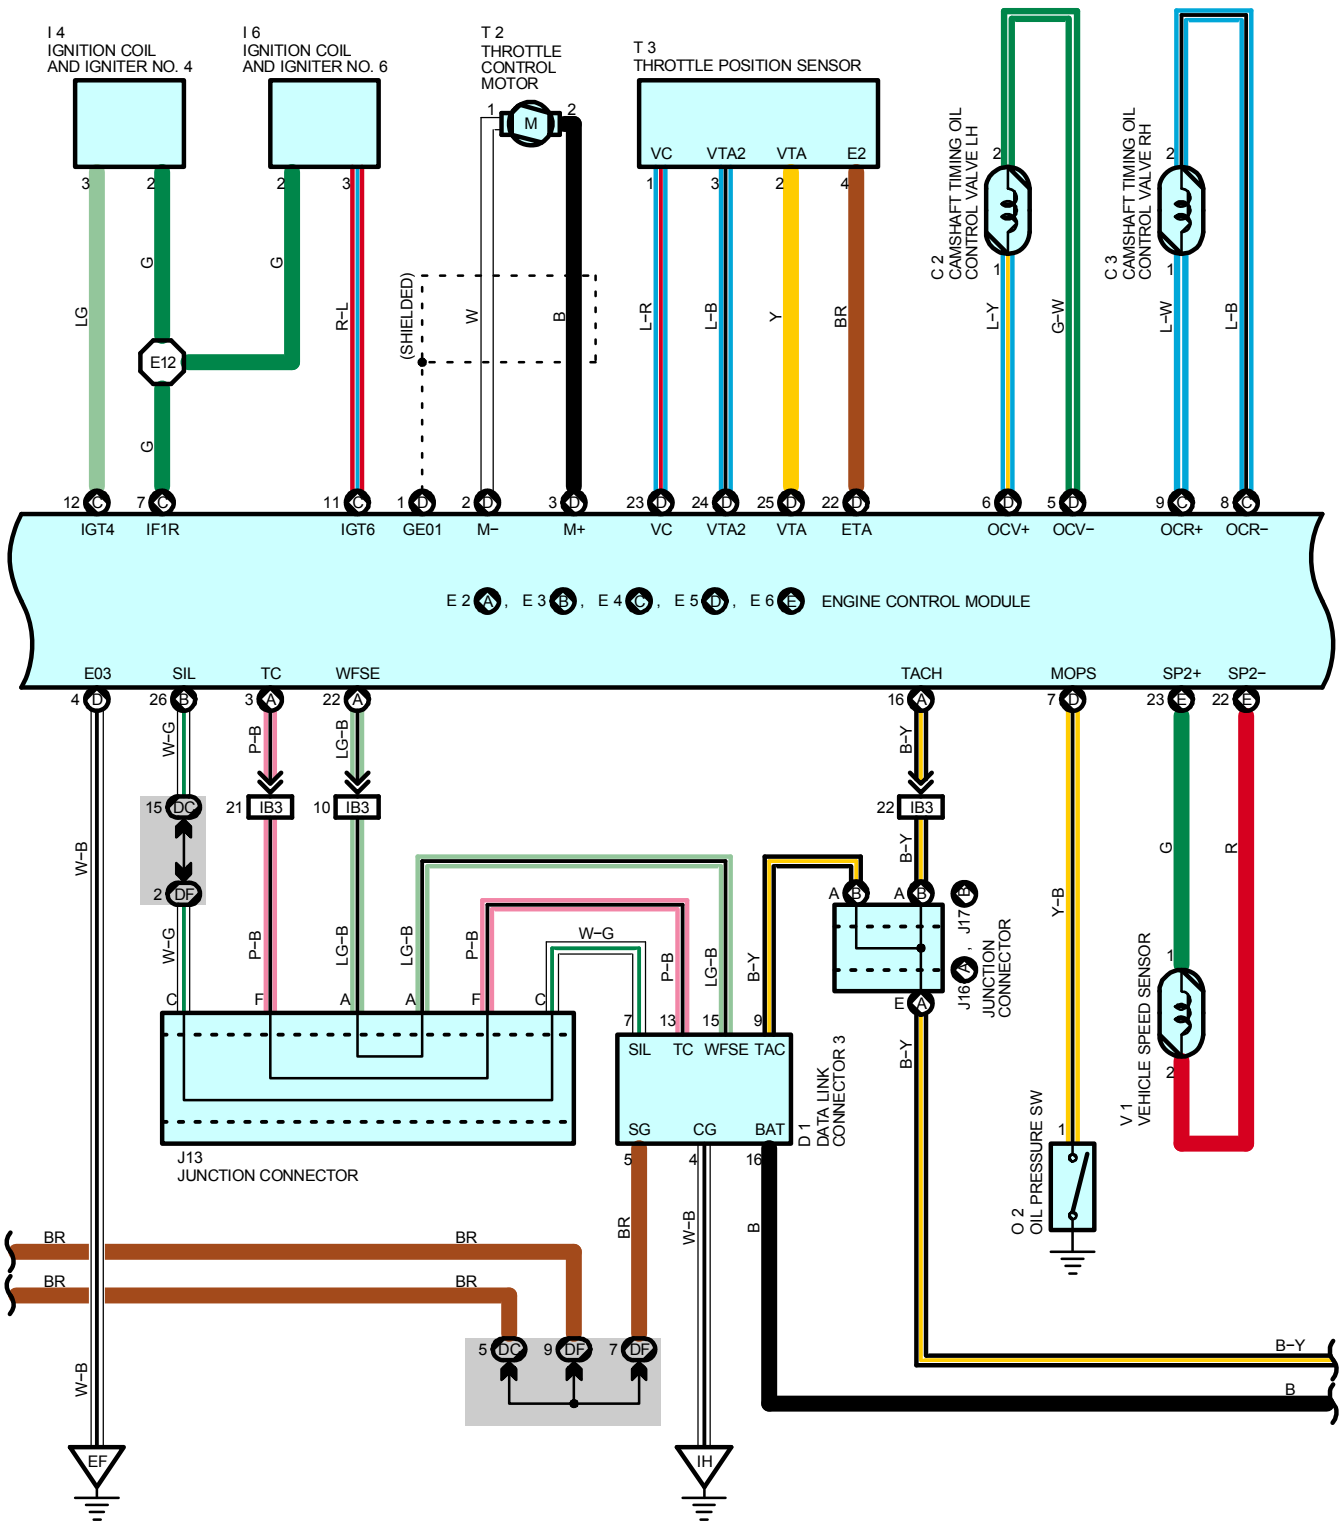 I 4
IGNITION COIL
AND IGNITER NO. 4
I 6
IGNITION COIL
AND IGNITER NO. 6
T 2
THROTTLE
CONTROL
MOTOR
T 3
THROTTLE POSITION SENSOR
1 M 2
VC VTA2 VTA E2
3 2 2 3 1 3 2 4
C 2
CAMSHAFT TIMING OIL
CONTROL VALVE LH
2
1
C 3
CAMSHAFT TIMING OIL
CONTROL VALVE RH
2
1
LG G G R-L
(SHIELDED)
W B L-R L-B Y BR L-Y G-W L-W L-B
E12
G
12 C 7 C 11 C 1 D 2 D 3 D 23 D 24 D 25 D 22 D 6 D 5 D 9 C 8 C
IGT4 IF1R IGT6 GE01 M- M+ VC VTA2 VTA ETA OCV+ OCV- OCR+ OCR-
E 2 A , E 3 B , E 4 C , E 5 D , E 6 E ENGINE CONTROL MODULE
E03 SIL TC WFSE TACH MOPS SP2+ SP2-
4 D 26 B 3 A 22 A 16 A 7 D 23 E 22 E
W-G P-B LG-B B-Y
15 DC 21 IB3 10 IB3 22 IB3
W-B B-Y G R
2 DF A B A B
J16 A , J17 B
JUNCTION
CONNECTOR
Y-B
W-G P-B LG-B LG-B P-B W-G P-B LG-B B-Y
C F A A F C
E A
B-Y
7 13 15 9
SIL TC WFSE TAC
SG CG BAT
5 4 16
D 1
DATA LINK
CONNECTOR 3
1
2
V 1
VEHICLE SPEED SENSOR
1
O 2
OIL PRESSURE SW
J13
JUNCTION CONNECTOR
BR BR BR W-B B
BR BR
5 DC 9 DF 7 DF
W-B
B-Y
B
EF IH